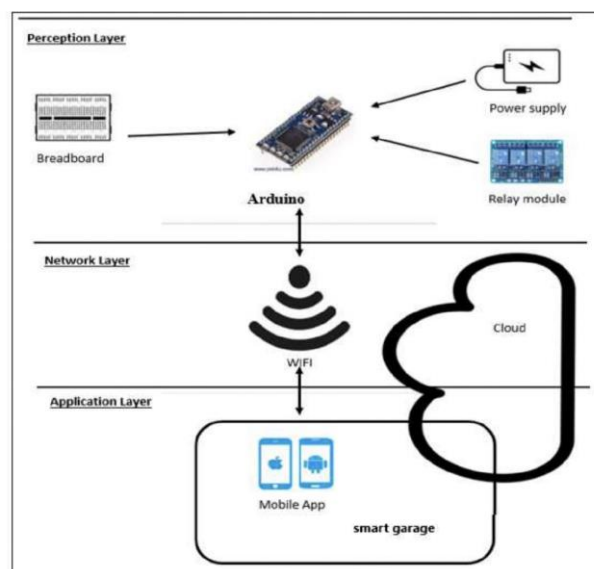 Perception Layer
Power supply
Breadboard
Relay module
Arduino
Network Layer
Cloud
WIFI
Application Layer
Mobile App
smart garage